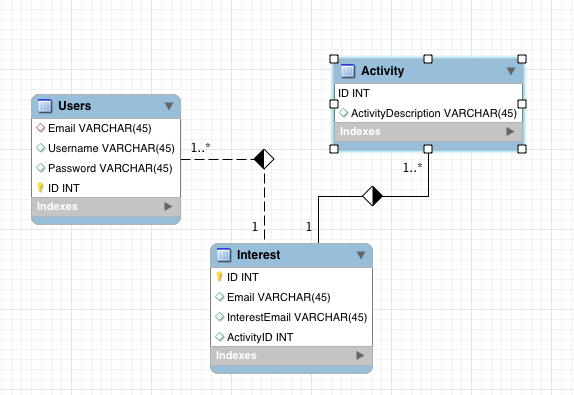 Activity
ID INT
ActivityDescription VARCHAR(45)
Indexes
Users
Email VARCHAR(45)
Username VARCHAR(45)
Password VARCHAR(45)
ID INT
Indexes
1..*
1..*
1
1
Interest
ID INT
Email VARCHAR(45)
InterestEmail VARCHAR(45)
ActivityID INT
Indexes